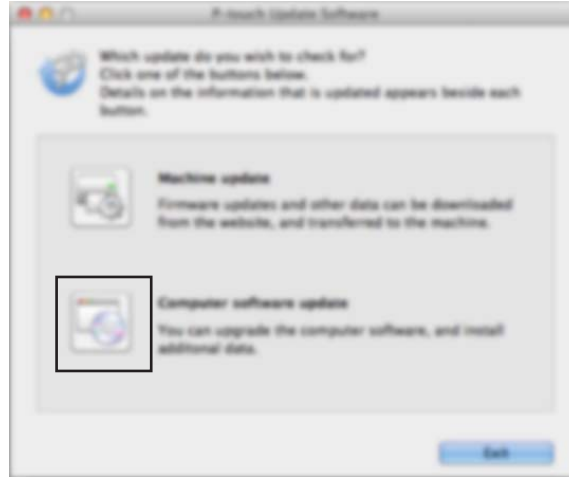 P-touch Update Software
Which update do you wish to check for?
Click one of the buttons below.
Details on the information that is updated appears beside each
button.
Machine update
Firmware updates and other data can be downloaded
from the website, and transferred to the machine.
Computer software update
You can upgrade the computer software, and install
additional data.
Exit